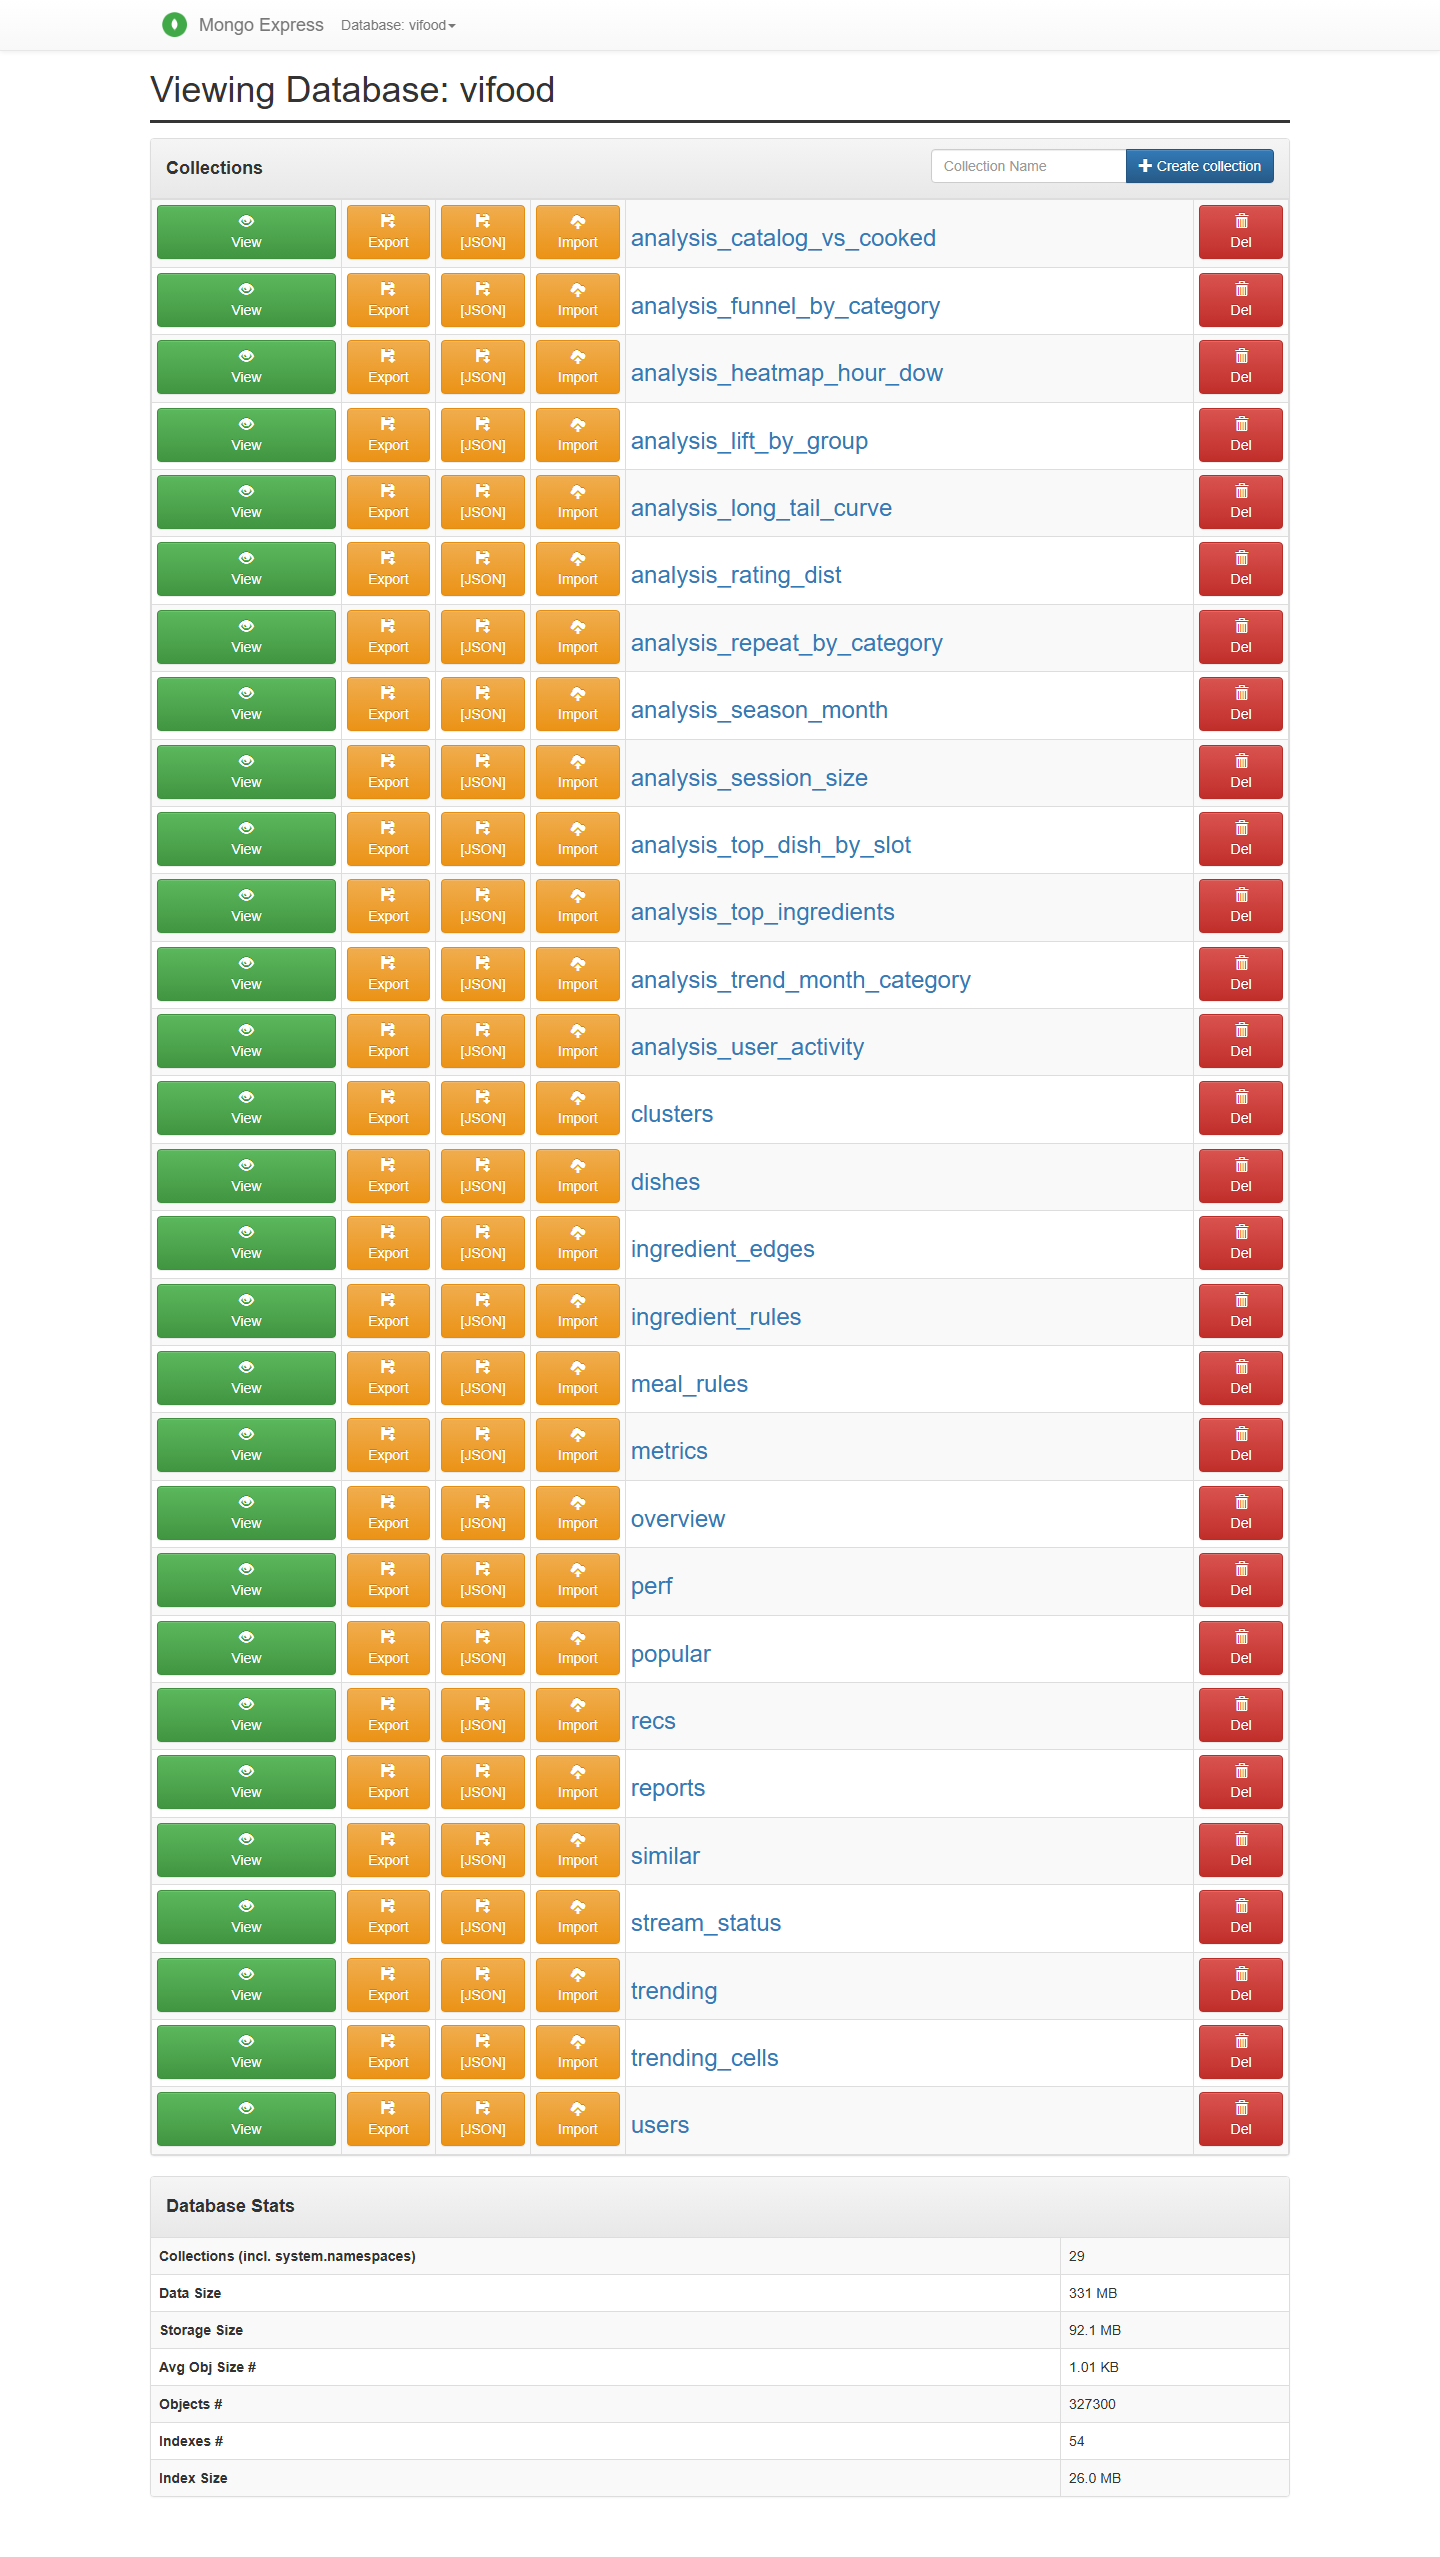 Mongo Express Database: vifood
Viewing Database: vifood
Collections Collection Name Create collection
View Export [JSON] Import analysis_catalog_vs_cooked Del
View Export [JSON] Import analysis_funnel_by_category Del
View Export [JSON] Import analysis_heatmap_hour_dow Del
View Export [JSON] Import analysis_lift_by_group Del
View Export [JSON] Import analysis_long_tail_curve Del
View Export [JSON] Import analysis_rating_dist Del
View Export [JSON] Import analysis_repeat_by_category Del
View Export [JSON] Import analysis_season_month Del
View Export [JSON] Import analysis_session_size Del
View Export [JSON] Import analysis_top_dish_by_slot Del
View Export [JSON] Import analysis_top_ingredients Del
View Export [JSON] Import analysis_trend_month_category Del
View Export [JSON] Import analysis_user_activity Del
View Export [JSON] Import clusters Del
View Export [JSON] Import dishes Del
View Export [JSON] Import ingredient_edges Del
View Export [JSON] Import ingredient_rules Del
View Export [JSON] Import meal_rules Del
View Export [JSON] Import metrics Del
View Export [JSON] Import overview Del
View Export [JSON] Import perf Del
View Export [JSON] Import popular Del
View Export [JSON] Import recs Del
View Export [JSON] Import reports Del
View Export [JSON] Import similar Del
View Export [JSON] Import stream_status Del
View Export [JSON] Import trending Del
View Export [JSON] Import trending_cells Del
View Export [JSON] Import users Del
Database Stats
Collections (incl. system.namespaces) 29
Data Size 331 MB
Storage Size 92.1 MB
Avg Obj Size # 1.01 KB
Objects # 327300
Indexes # 54
Index Size 26.0 MB